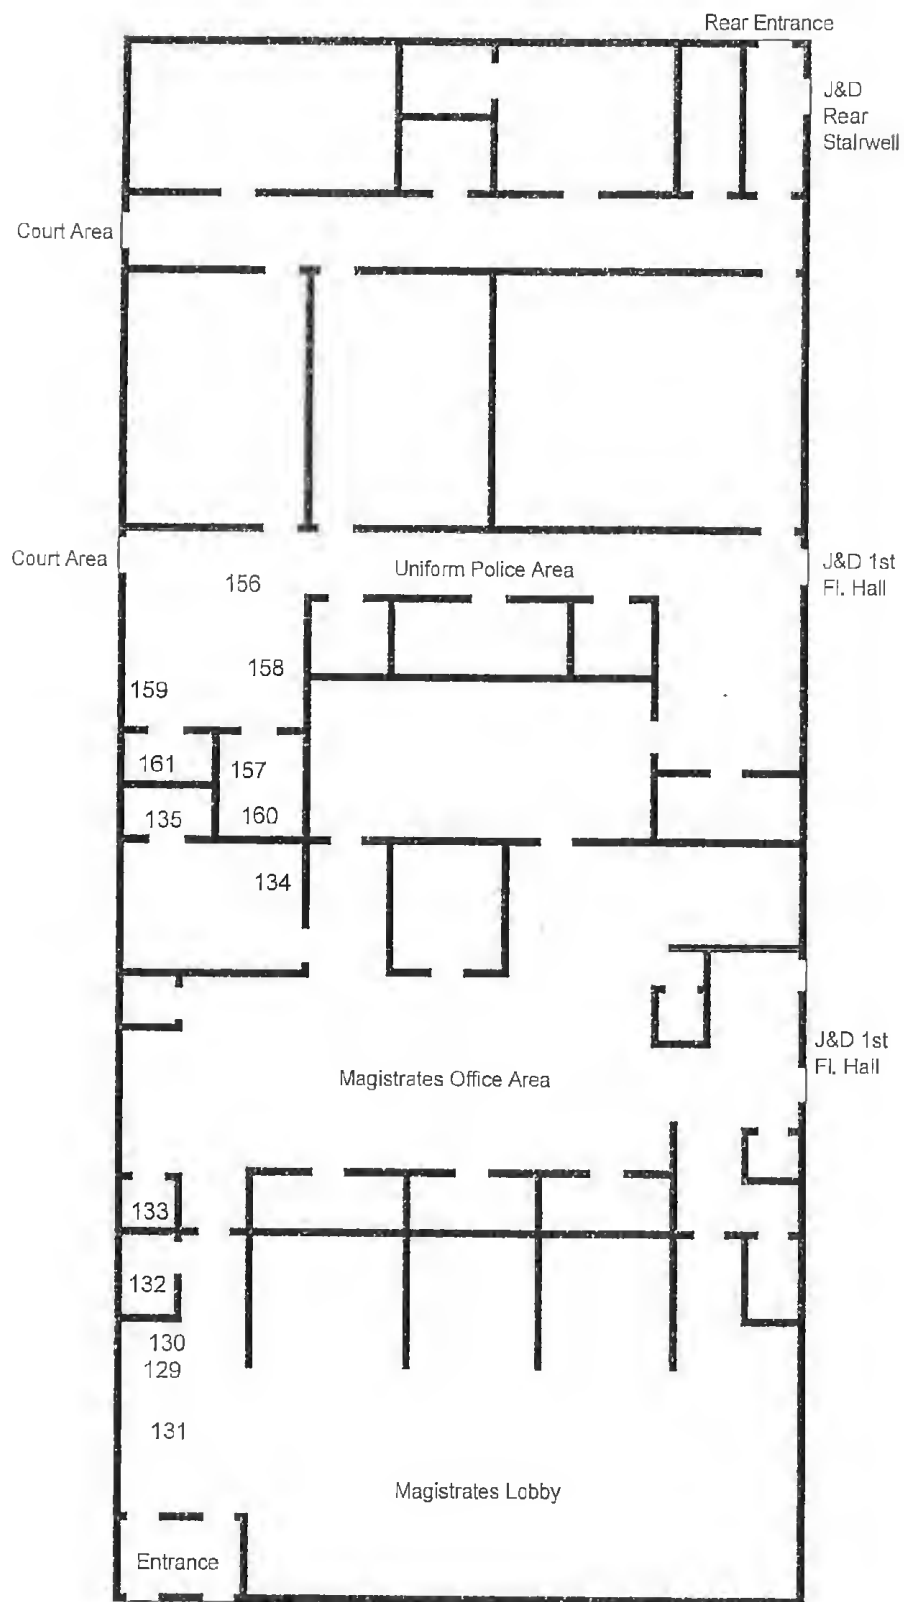 Rear Entrance
J&D
Rear
Stairwell
Court Area
Court Area
Uniform Police Area
J&D 1st
Fl. Hall
156
158
159
161
157
135
160
134
J&D 1st
Fl. Hall
Magistrates Office Area
133
132
130
129
131
Magistrates Lobby
Entrance